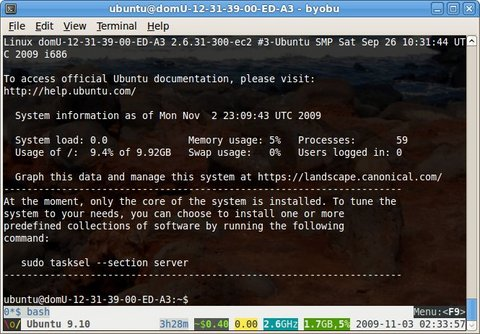 ubuntu@domU-12-31-39-00-ED-A3 - byobu
File Edit View Terminal Help
Linux domU-12-31-39-00-ED-A3 2.6.31-300-ec2 #3-Ubuntu SMP Sat Sep 26 10:31:44 UT
C 2009 i686
To access official Ubuntu documentation, please visit:
http://help.ubuntu.com/
System information as of Mon Nov  2 23:09:43 UTC 2009
System load: 0.0 Memory usage: 5% Processes: 59
Usage of /: 9.4% of 9.92GB Swap usage: 0% Users logged in: 0
Graph this data and manage this system at https://landscape.canonical.com/
---------------------------------------------------------------------
At the moment, only the core of the system is installed. To tune the
system to your needs, you can choose to install one or more
predefined collections of software by running the following
command:
sudo tasksel --section server
---------------------------------------------------------------------
ubuntu@domU-12-31-39-00-ED-A3:~$
0*$ bash Menu:<F9>
\o/ Ubuntu 9.10 3h28m ~$0.40 0.00 2.6GHz 1.7GB,5% 2009-11-03 02:33:57